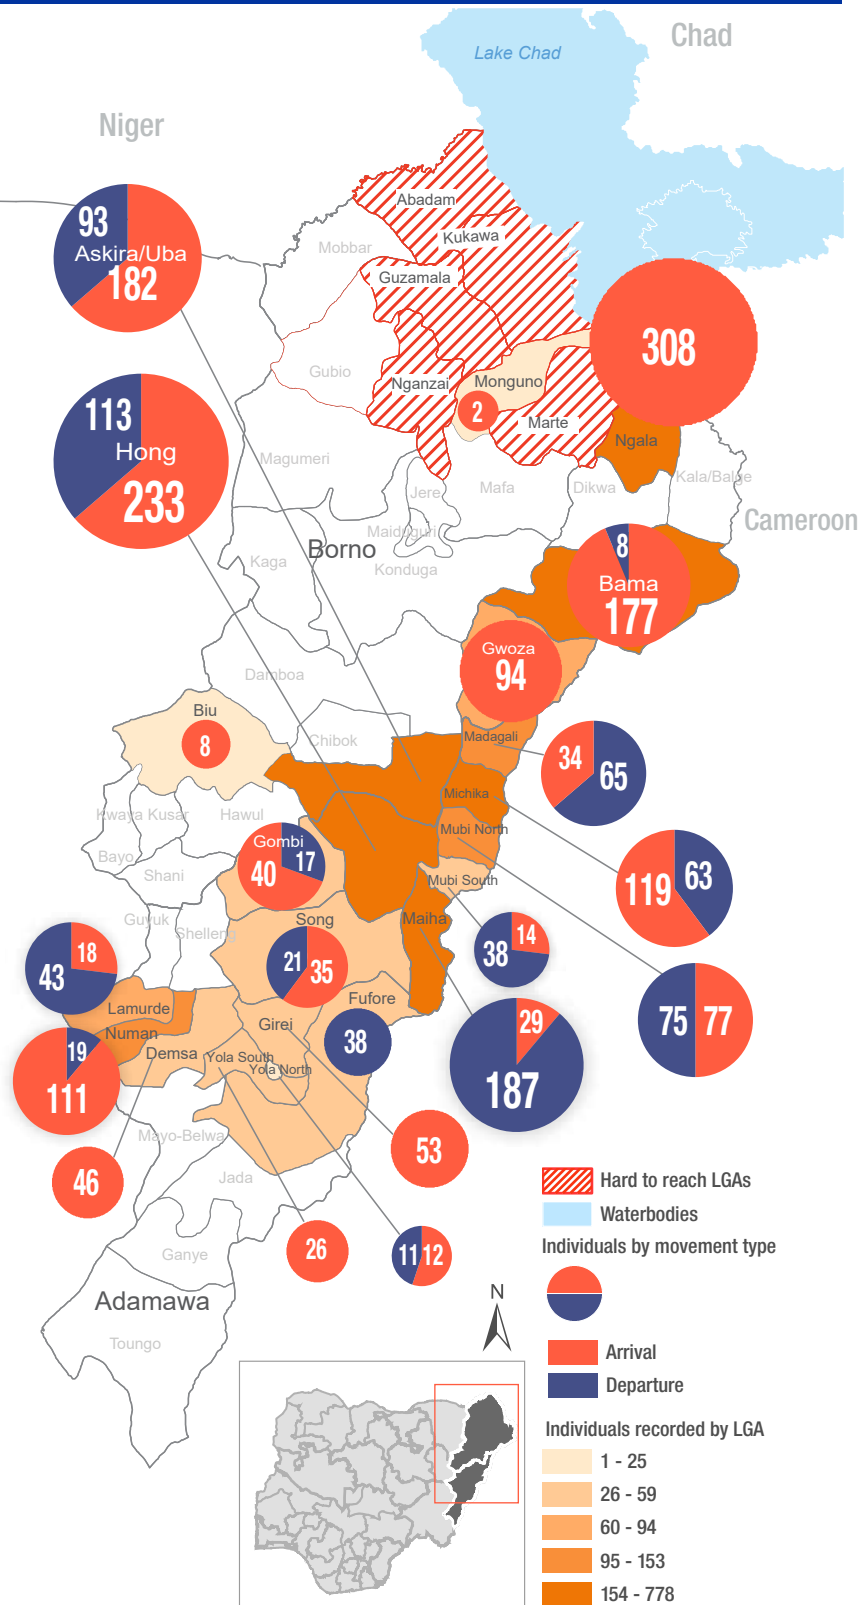 Chad
Lake Chad
Niger
Abadam
93
Kukawa
Mobbar
Askira/Uba
182
Guzamala
308
Gubio
Nganzai
Monguno
2
113
Marte
Ngala
Hong
Magumeri
Kala/Balge
233
Jere
Mafa
Dikwa
Cameroon
Maiduguri
Borno
8
Kaga
Konduga
Bama
177
Gwoza
94
Damboa
Biu
Madagali
8
Chibok
34
65
Michika
Kwaya Kusar
Hawul
Mubi North
Gombi
Bayo
17
40
119
63
Shani
Mubi South
Guyuk
Song
Maiha
Shelleng
14
18
38
43
21
35
Fufore
Lamurde
29
75
77
Girei
Numan
38
19
Demsa
Yola South
Yola North
187
111
Mayo-Belwa
53
46
Jada
Hard to reach LGAs
Waterbodies
Ganye
26
11
12
Individuals by movement type
N
Adamawa
Toungo
Arrival
Departure
Individuals recorded by LGA
1 - 25
26 - 59
60 - 94
95 - 153
154 - 778